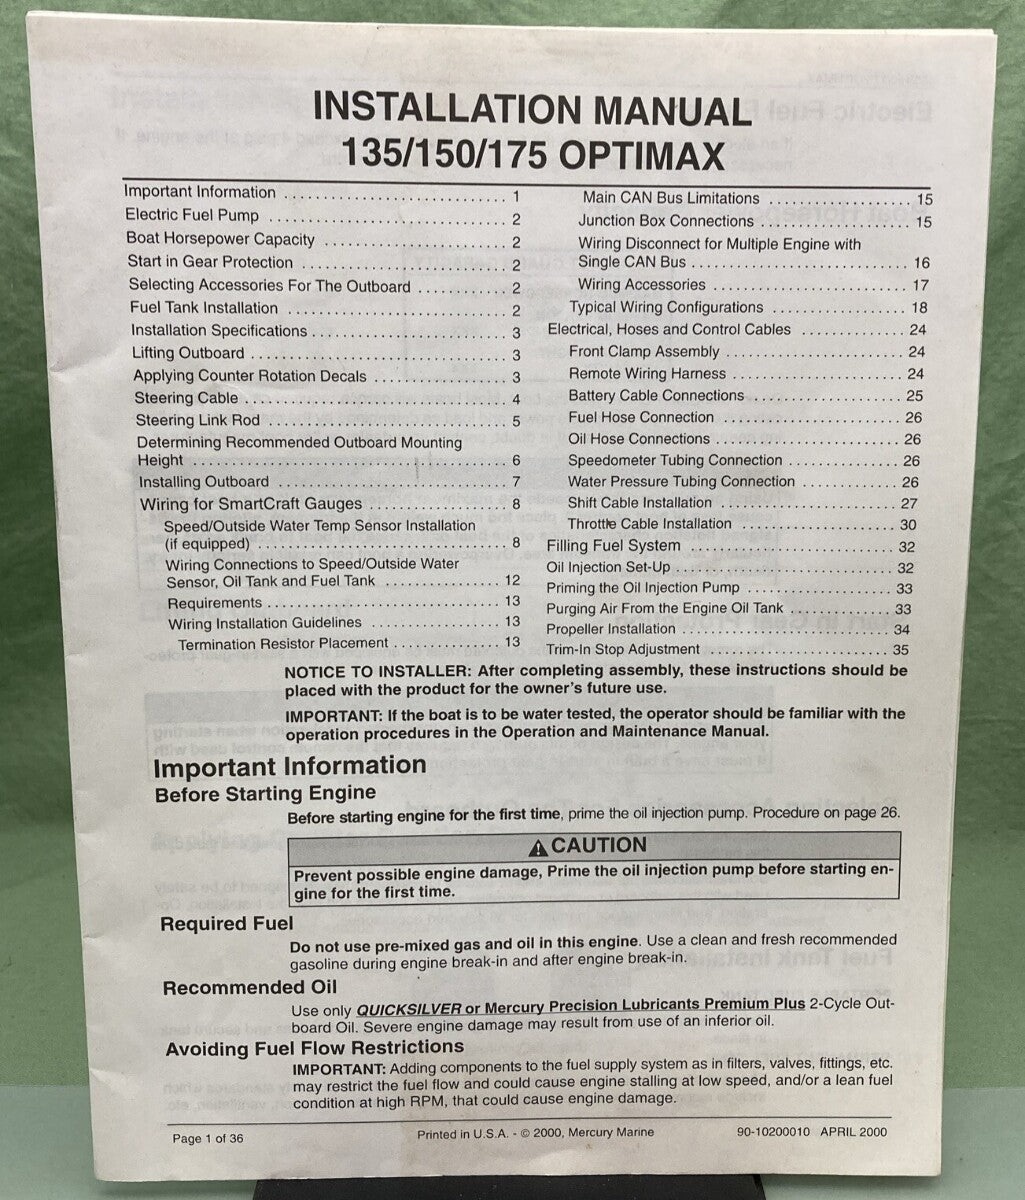 INSTALLATION MANUAL
135/150/175 OPTIMAX
Important Information . . . . . . . . . . . . . . . . . . . . . . . . . . . 1
Electric Fuel Pump . . . . . . . . . . . . . . . . . . . . . . . . . . . . . 2
Boat Horsepower Capacity . . . . . . . . . . . . . . . . . . . . . . 2
Start in Gear Protection . . . . . . . . . . . . . . . . . . . . . . . . . 2
Selecting Accessories For The Outboard . . . . . . . . . . . 2
Fuel Tank Installation . . . . . . . . . . . . . . . . . . . . . . . . . . . 2
Installation Specifications . . . . . . . . . . . . . . . . . . . . . . . . 3
Lifting Outboard . . . . . . . . . . . . . . . . . . . . . . . . . . . . . . . 3
Applying Counter Rotation Decals . . . . . . . . . . . . . . . . 3
Steering Cable . . . . . . . . . . . . . . . . . . . . . . . . . . . . . . . . 4
Steering Link Rod . . . . . . . . . . . . . . . . . . . . . . . . . . . . . . 5
Determining Recommended Outboard Mounting
Height . . . . . . . . . . . . . . . . . . . . . . . . . . . . . . . . . . . . . . 6
Installing Outboard . . . . . . . . . . . . . . . . . . . . . . . . . . . . 7
Wiring for SmartCraft Gauges . . . . . . . . . . . . . . . . . 8
Speed/Outside Water Temp Sensor Installation
(if equipped) . . . . . . . . . . . . . . . . . . . . . . . . . . . . . . 8
Wiring Connections to Speed/Outside Water
Sensor, Oil Tank and Fuel Tank . . . . . . . . . . . . . . 12
Requirements . . . . . . . . . . . . . . . . . . . . . . . . . . . . 13
Wiring Installation Guidelines . . . . . . . . . . . . . . . . 13
Termination Resistor Placement . . . . . . . . . . . . . . 13
Main CAN Bus Limitations . . . . . . . . . . . . . . . . . . 15
Junction Box Connections . . . . . . . . . . . . . . . . . . . 15
Wiring Disconnect for Multiple Engine with
Single CAN Bus . . . . . . . . . . . . . . . . . . . . . . . . . . . 16
Wiring Accessories . . . . . . . . . . . . . . . . . . . . . . . . 17
Typical Wiring Configurations . . . . . . . . . . . . . . . . . 18
Electrical, Hoses and Control Cables . . . . . . . . . . . . . 24
Front Clamp Assembly . . . . . . . . . . . . . . . . . . . . . . 24
Remote Wiring Harness . . . . . . . . . . . . . . . . . . . . . 24
Battery Cable Connections . . . . . . . . . . . . . . . . . . 25
Fuel Hose Connection . . . . . . . . . . . . . . . . . . . . . . 26
Oil Hose Connections . . . . . . . . . . . . . . . . . . . . . . . 26
Speedometer Tubing Connection . . . . . . . . . . . . . . 26
Water Pressure Tubing Connection . . . . . . . . . . . . 26
Shift Cable Installation . . . . . . . . . . . . . . . . . . . . . . 27
Throttle Cable Installation . . . . . . . . . . . . . . . . . . . 30
Filling Fuel System . . . . . . . . . . . . . . . . . . . . . . . . . . . 32
Oil Injection Set-Up . . . . . . . . . . . . . . . . . . . . . . . . . . . 32
Priming the Oil Injection Pump . . . . . . . . . . . . . . . . . . . 33
Purging Air From the Engine Oil Tank . . . . . . . . . . . . . 33
Propeller Installation . . . . . . . . . . . . . . . . . . . . . . . . . . 34
Trim-In Stop Adjustment . . . . . . . . . . . . . . . . . . . . . . . 35
NOTICE TO INSTALLER: After completing assembly, these instructions should be
placed with the product for the owner's future use.
IMPORTANT: If the boat is to be water tested, the operator should be familiar with the
operation procedures in the Operation and Maintenance Manual.
Important Information
Before Starting Engine
Before starting engine for the first time, prime the oil injection pump. Procedure on page 26.
CAUTION
Prevent possible engine damage, Prime the oil injection pump before starting en-
gine for the first time.
Required Fuel
Do not use pre-mixed gas and oil in this engine. Use a clean and fresh recommended
gasoline during engine break-in and after engine break-in.
Recommended Oil
Use only QUICKSILVER or Mercury Precision Lubricants Premium Plus 2-Cycle Out-
board Oil. Severe engine damage may result from use of an inferior oil.
Avoiding Fuel Flow Restrictions
IMPORTANT: Adding components to the fuel supply system as in filters, valves, fittings, etc.
may restrict the fuel flow and could cause engine stalling at low speed, and/or a lean fuel
condition at high RPM, that could cause engine damage.
Page 1 of 36 Printed in U.S.A. - © 2000, Mercury Marine 90-10200010 APRIL 2000